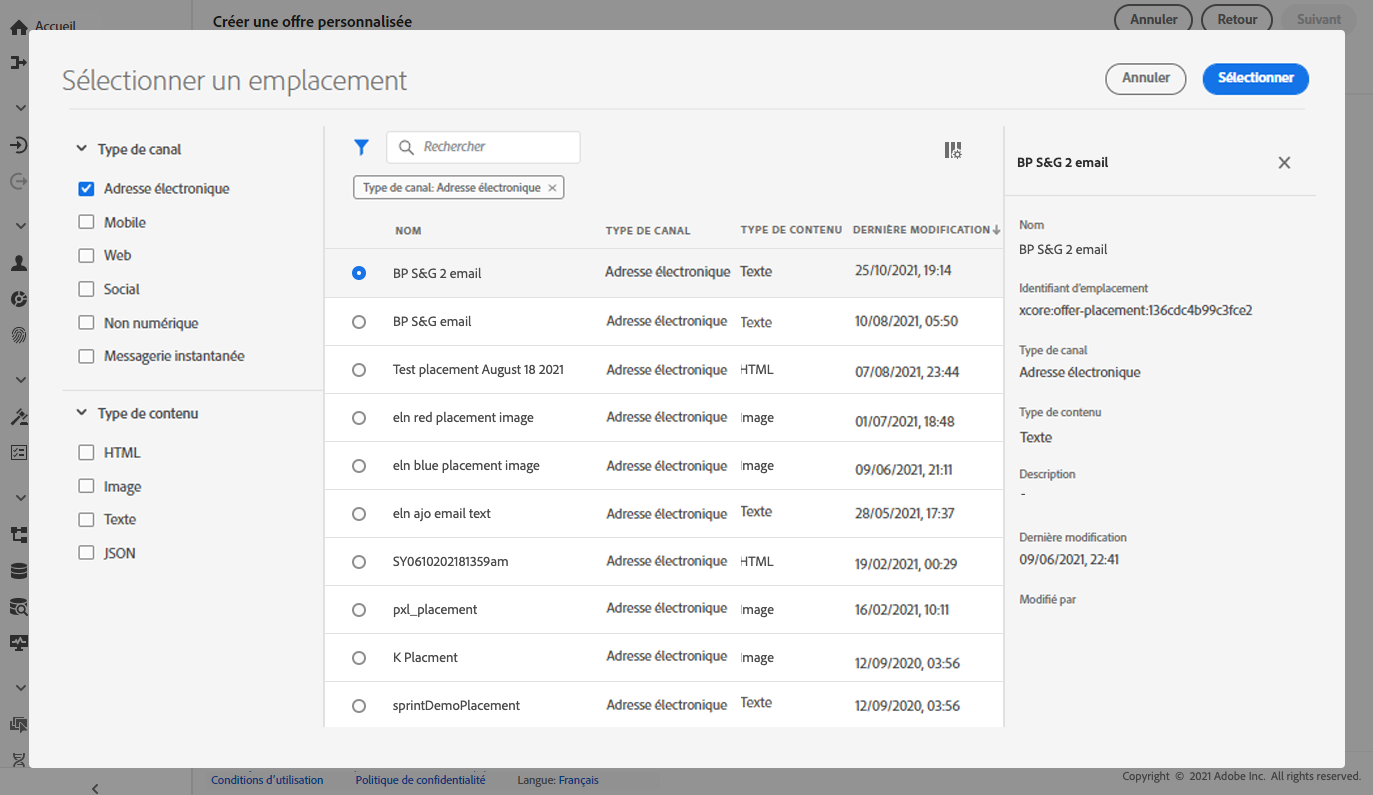 Accueil
Créer une offre personnalisée
Annuler
Retour
Suivant
Sélectionner un emplacement
Annuler
Sélectionner
Type de canal
Adresse électronique
Mobile
Web
Social
Non numérique
Messagerie instantanée
Type de contenu
HTML
Image
Texte
JSON
Rechercher
Type de canal: Adresse électronique ×
NOM TYPE DE CANAL TYPE DE CONTENU DERNIÈRE MODIFICATION ↓
BP S&G 2 email Adresse électronique Texte 25/10/2021, 19:14
BP S&G email Adresse électronique Texte 10/08/2021, 05:50
Test placement August 18 2021 Adresse électronique HTML 07/08/2021, 23:44
eln red placement image Adresse électronique Image 01/07/2021, 18:48
eln blue placement image Adresse électronique Image 09/06/2021, 21:11
eln ajo email text Adresse électronique Texte 28/05/2021, 17:37
SY0610202181359am Adresse électronique HTML 19/02/2021, 00:29
pxl_placement Adresse électronique Image 16/02/2021, 10:11
K Placment Adresse électronique Image 12/09/2020, 03:56
sprintDemoPlacement Adresse électronique Texte 12/09/2020, 03:56
BP S&G 2 email
Nom
BP S&G 2 email
Identifiant d'emplacement
xcore:offer-placement:136cdc4b99c3fce2
Type de canal
Adresse électronique
Type de contenu
Texte
Description
-
Dernière modification
09/06/2021, 22:41
Modifié par
Conditions d'utilisation Politique de confidentialité Langue: Français
Copyright © 2021 Adobe Inc. All rights reserved.